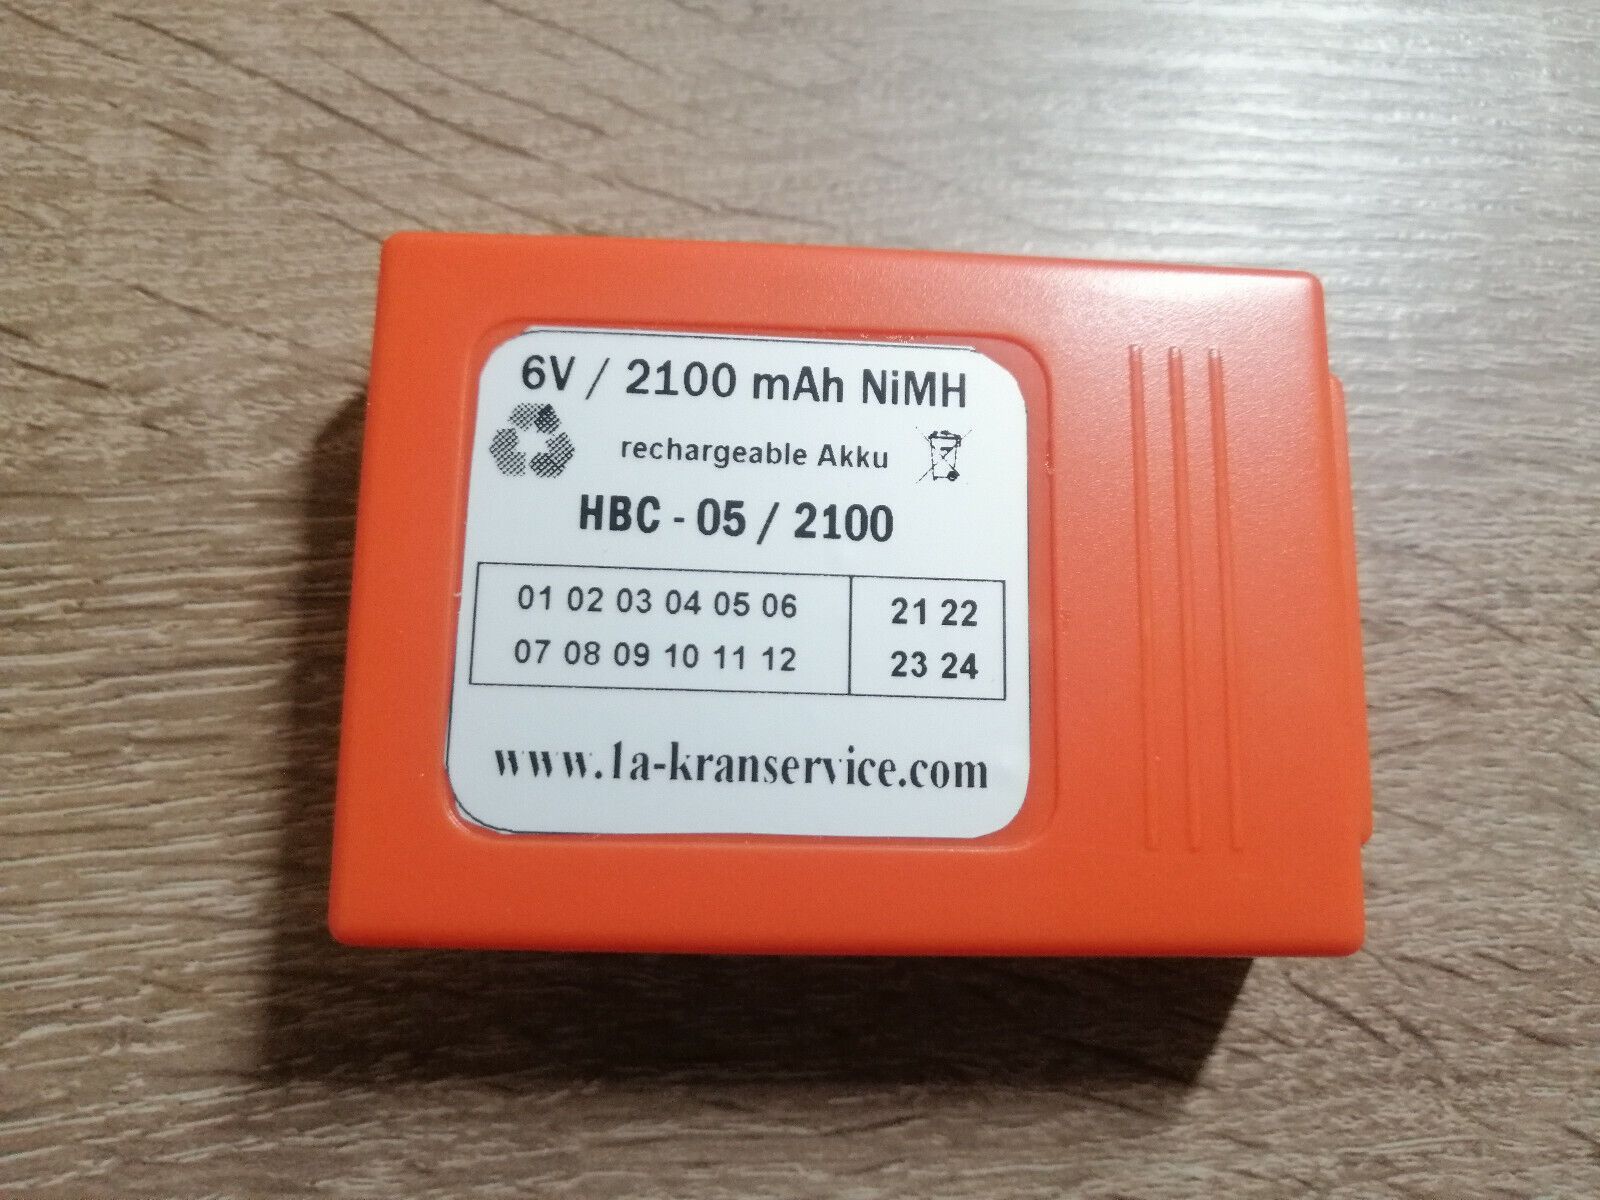 6V / 2100 mAh NiMH
rechargeable Akku
HBC - 05 / 2100
01 02 03 04 05 06 21 22
07 08 09 10 11 12 23 24
www.1a-kranservice.com